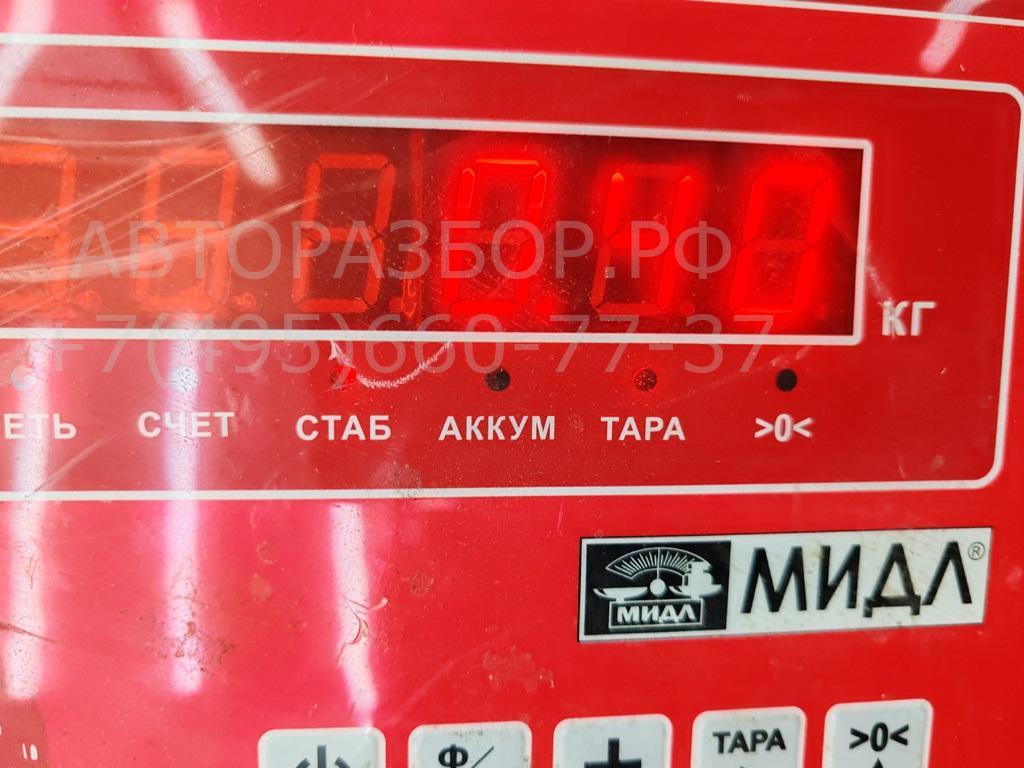 АВТОРАЗБОР.РФ
КГ
+7(495)660-77-37
ЕТЬ СЧЕТ СТАБ АККУМ ТАРА >0<
МИДЛ МИДЛ®
Ф/ + ТАРА >0<